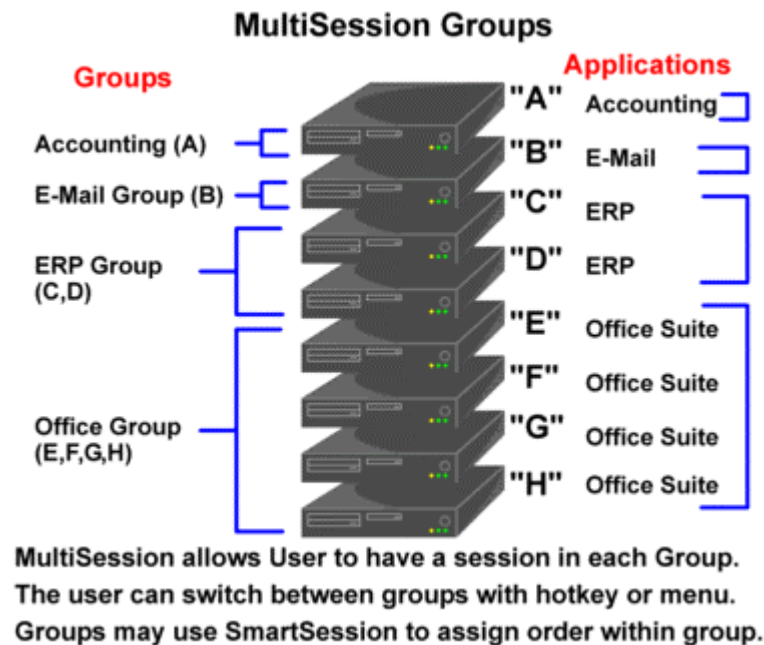 MultiSession Groups
Groups
Applications
"A"
Accounting
Accounting (A)
"B"
E-Mail
E-Mail Group (B)
"C"
ERP
ERP Group
(C,D)
"D"
ERP
"E"
Office Suite
"F"
Office Suite
Office Group
(E,F,G,H)
"G"
Office Suite
"H"
Office Suite
MultiSession allows User to have a session in each Group.
The user can switch between groups with hotkey or menu.
Groups may use SmartSession to assign order within group.